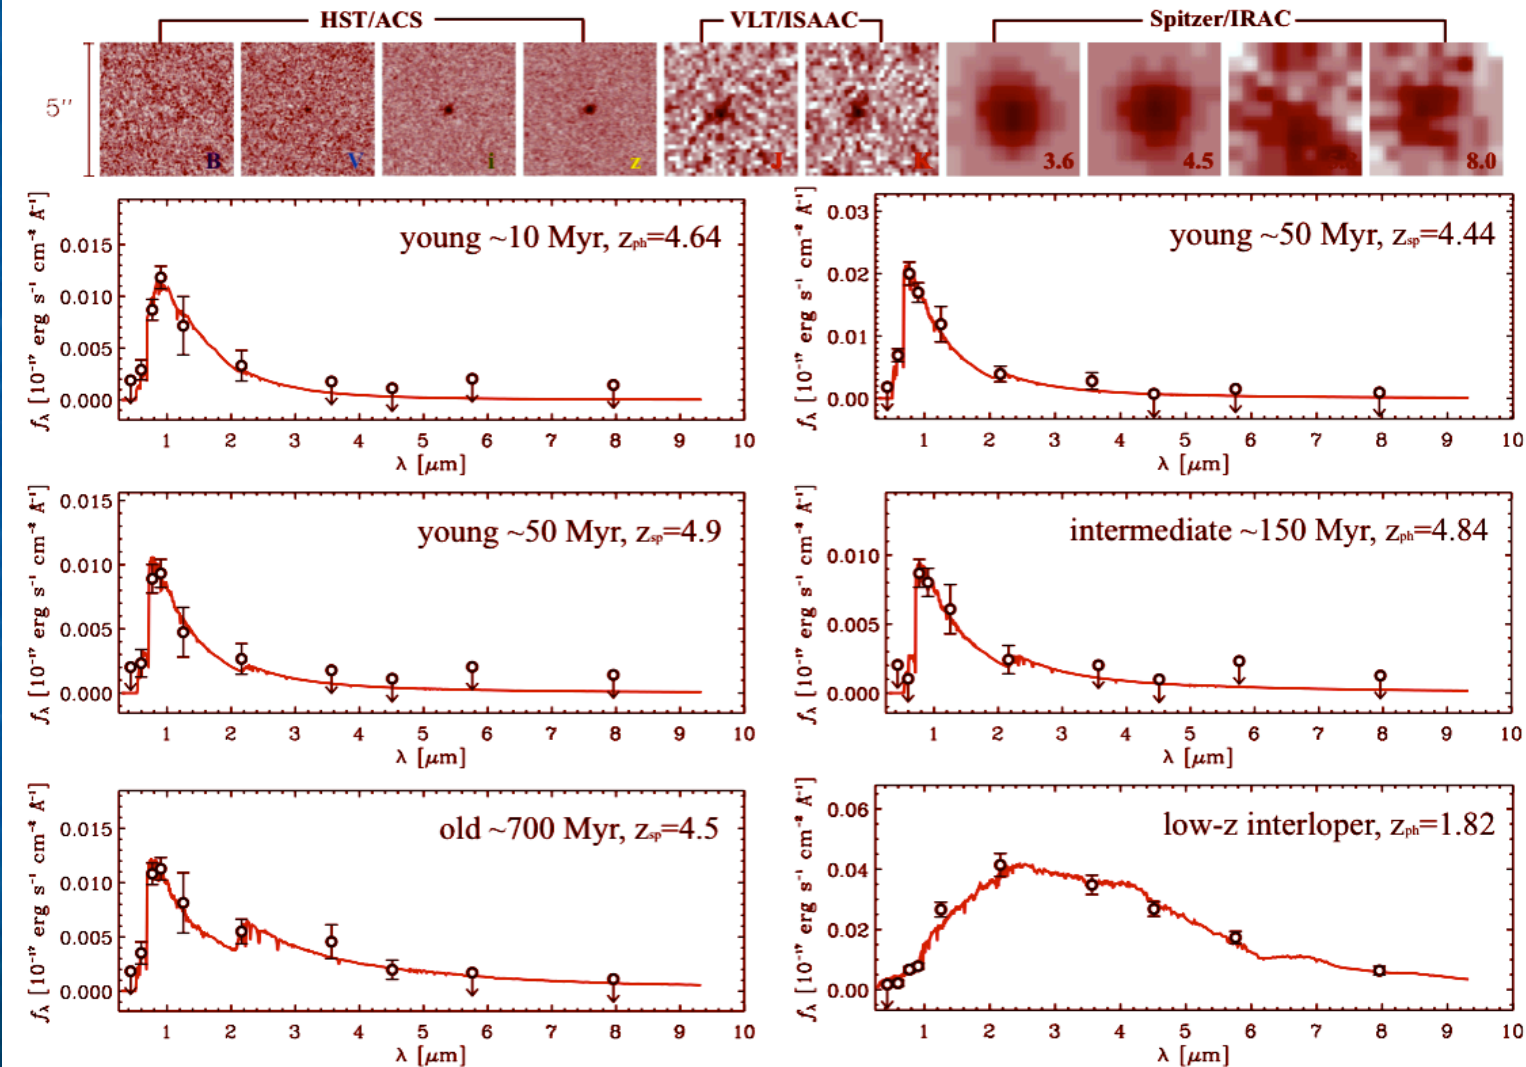 HST/ACS VLT/ISAAC Spitzer/IRAC
5"
B V i z J K 3.6 4.5 8.0
young ~10 Myr, zph=4.64
0.015
0.010
0.005
0.000
fλ [10⁻¹⁷ erg s⁻¹ cm⁻² Å⁻¹]
1 2 3 4 5 6 7 8 9 10
λ [μm]
young ~50 Myr, zsp=4.44
0.03
0.02
0.01
0.00
fλ [10⁻¹⁷ erg s⁻¹ cm⁻² Å⁻¹]
1 2 3 4 5 6 7 8 9 10
λ [μm]
young ~50 Myr, zsp=4.9
0.015
0.010
0.005
0.000
fλ [10⁻¹⁷ erg s⁻¹ cm⁻² Å⁻¹]
1 2 3 4 5 6 7 8 9 10
λ [μm]
intermediate ~150 Myr, zph=4.84
0.010
0.005
0.000
fλ [10⁻¹⁷ erg s⁻¹ cm⁻² Å⁻¹]
1 2 3 4 5 6 7 8 9 10
λ [μm]
old ~700 Myr, zsp=4.5
0.015
0.010
0.005
0.000
fλ [10⁻¹⁷ erg s⁻¹ cm⁻² Å⁻¹]
1 2 3 4 5 6 7 8 9 10
λ [μm]
low-z interloper, zph=1.82
0.06
0.04
0.02
0.00
fλ [10⁻¹⁷ erg s⁻¹ cm⁻² Å⁻¹]
1 2 3 4 5 6 7 8 9 10
λ [μm]